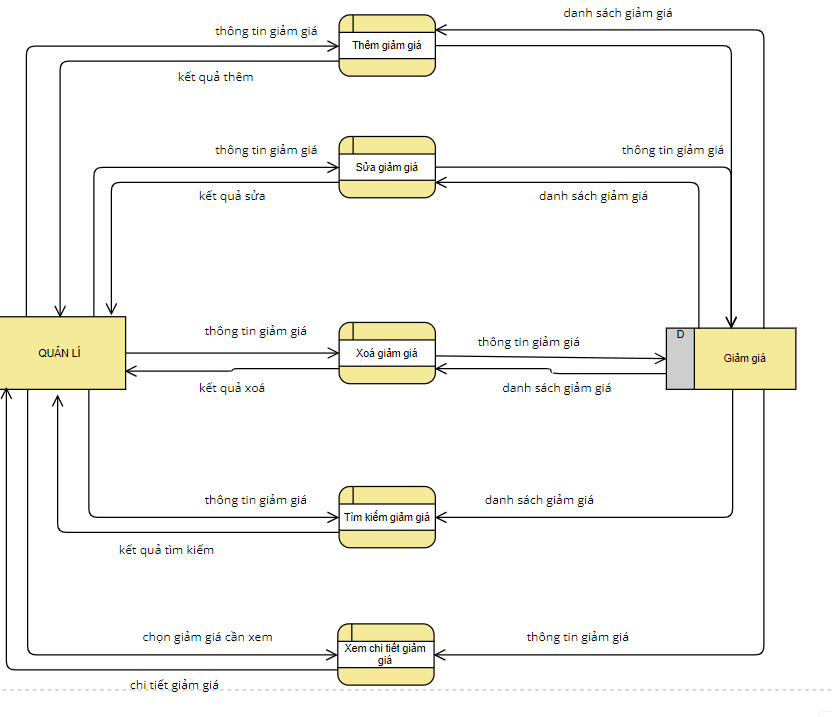 danh sách giảm giá
thông tin giảm giá
Thêm giảm giá
kết quả thêm
thông tin giảm giá
thông tin giảm giá
Sửa giảm giá
kết quả sửa
danh sách giảm giá
thông tin giảm giá
D
thông tin giảm giá
QUẢN LÍ
Xoá giảm giá
Giảm giá
kết quả xoá
danh sách giảm giá
thông tin giảm giá
danh sách giảm giá
Tìm kiếm giảm giá
kết quả tìm kiếm
chọn giảm giá cần xem
thông tin giảm giá
Xem chi tiết giảm
giá
chi tiết giảm giá